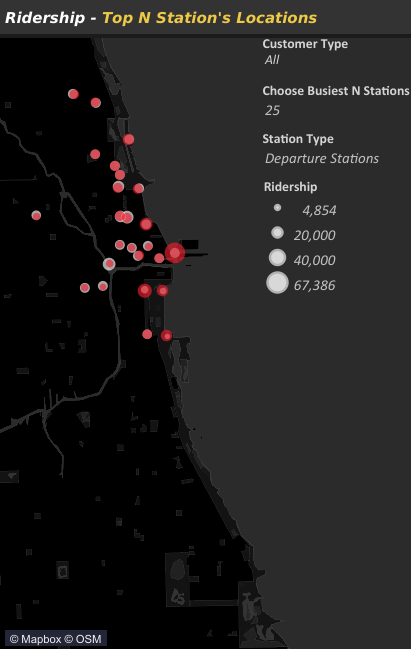 Ridership - Top N Station's Locations
Customer Type
All
Choose Busiest N Stations
25
Station Type
Departure Stations
Ridership
4,854
20,000
40,000
67,386
© Mapbox © OSM